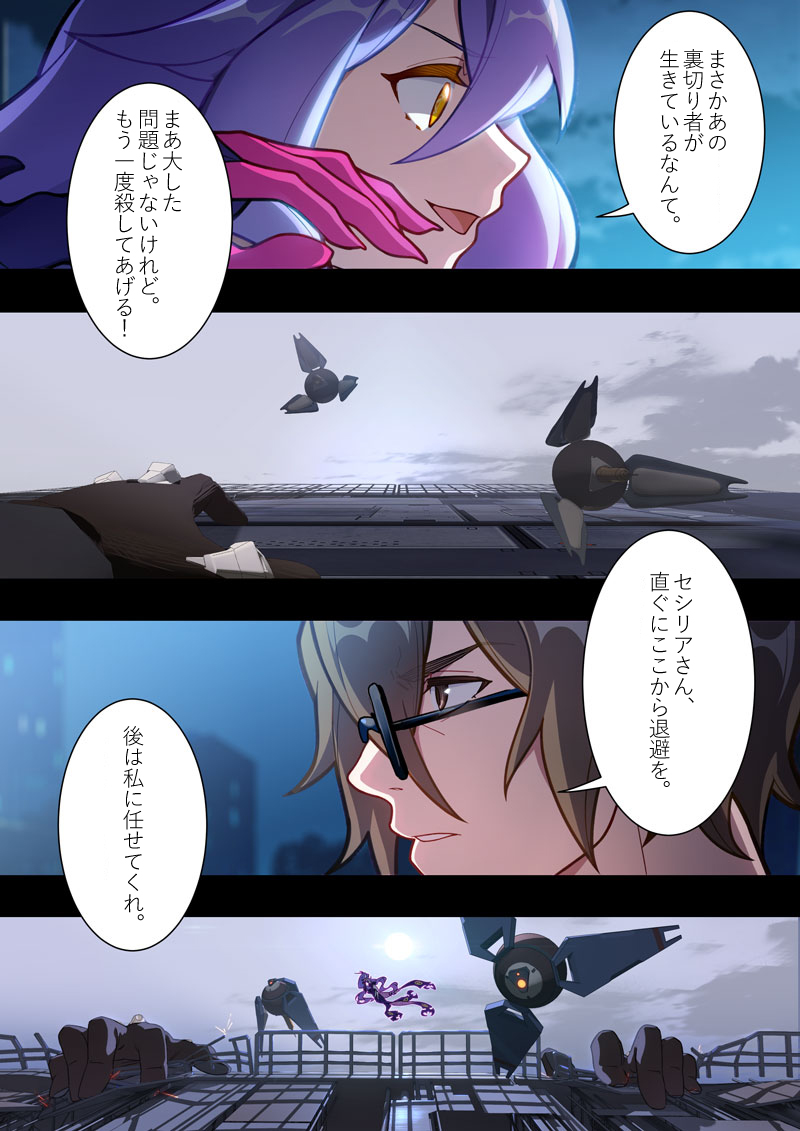 まさかあの
裏切り者が
生きているなんて。
まあ大した
問題じゃないけれど。
もう一度殺してあげる！
セシリアさん、
直ぐにここから退避を。
後は私に任せてくれ。